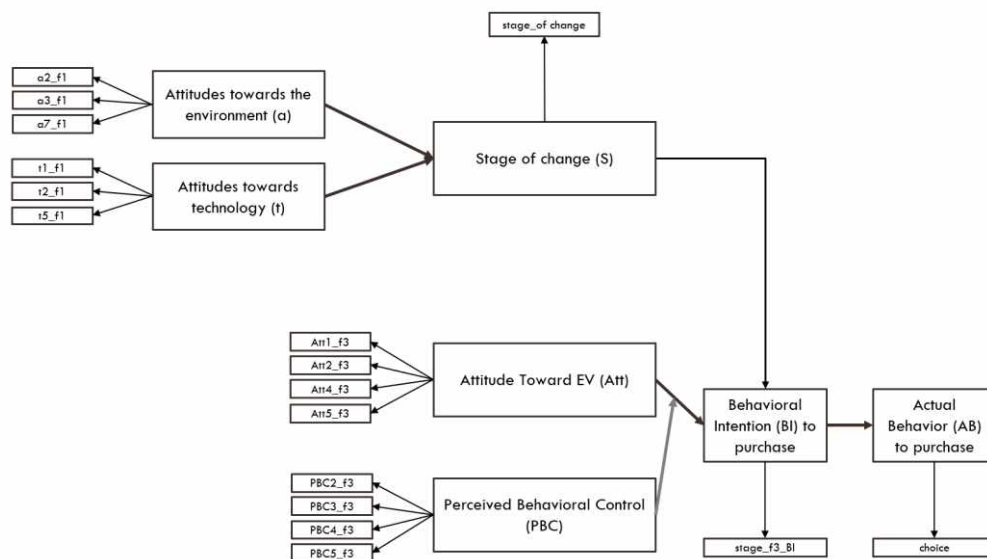 stage_of change
a2_f1
a3_f1
a7_f1
Attitudes towards the
environment (a)
Stage of change (S)
t1_f1
t2_f1
t5_f1
Attitudes towards
technology (t)
Att1_f3
Att2_f3
Att4_f3
Att5_f3
Attitude Toward EV (Att)
Behavioral
Intention (BI) to
purchase
Actual
Behavior (AB)
to purchase
PBC2_f3
PBC3_f3
PBC4_f3
PBC5_f3
Perceived Behavioral Control
(PBC)
stage_f3_BI
choice